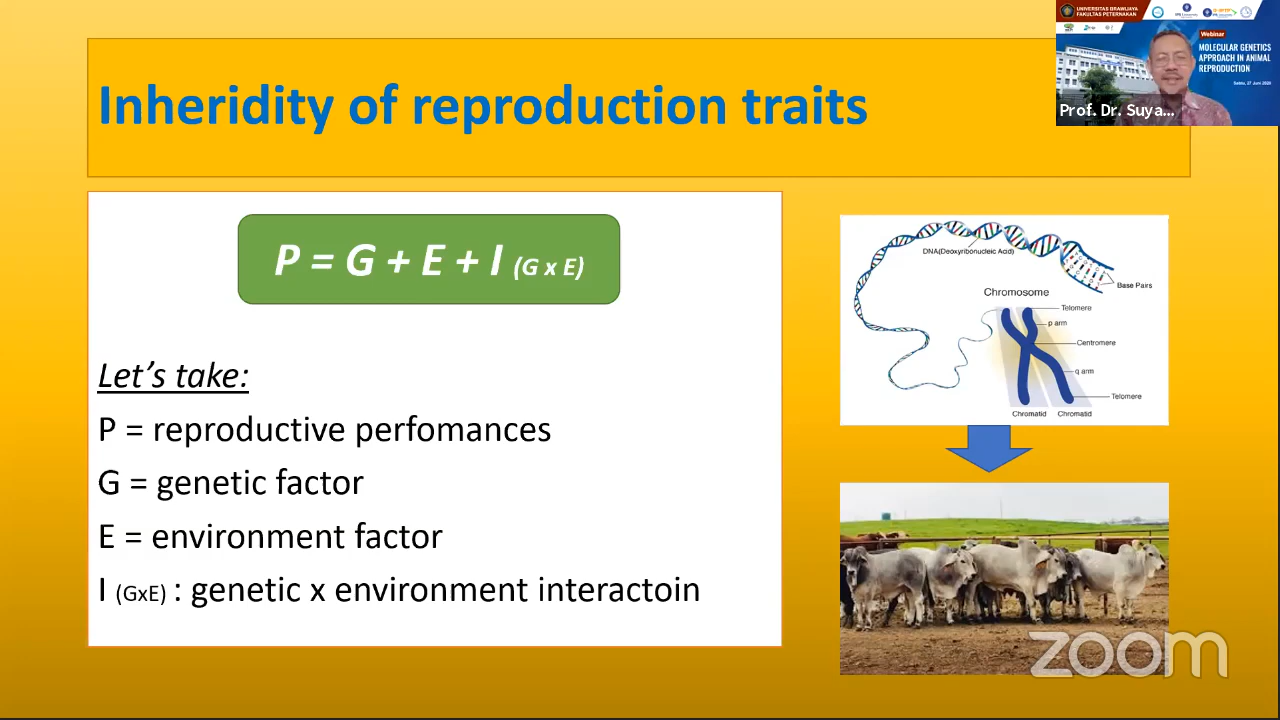 Inheridity of reproduction traits
P = G + E + I (G x E)
Let's take:
P = reproductive perfomances
G = genetic factor
E = environment factor
I (GxE) : genetic x environment interactoin
UNIVERSITAS BRAWIJAYA
FAKULTAS PETERNAKAN
Webinar
MOLECULAR GENETICS
APPROACH IN ANIMAL
REPRODUCTION
Prof. Dr. Suya...
DNA(Deoxyribonucleic Acid)
Base Pairs
Chromosome
Telomere
p arm
Centromere
q arm
Telomere
Chromatid Chromatid
zoom